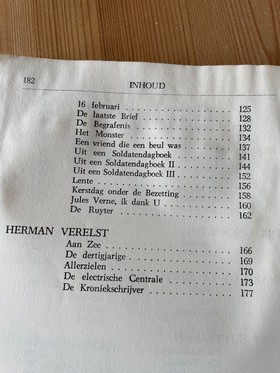 182 INHOUD
16 februari . . . . . . . . . . . . . . . . 125
De laatste Brief . . . . . . . . . . . . . . 128
De Begrafenis . . . . . . . . . . . . . . . 132
Het Monster . . . . . . . . . . . . . . . . 134
Een vriend die een beul was . . . . . . . . 137
Uit een Soldatendagboek . . . . . . . . . . 141
Uit een Soldatendagboek II . . . . . . . . . 144
Uit een Soldatendagboek III . . . . . . . . . 152
Lente . . . . . . . . . . . . . . . . . . . 156
Kerstdag onder de Bezetting . . . . . . . . 158
Jules Verne, ik dank U . . . . . . . . . . . 160
De Ruyter . . . . . . . . . . . . . . . . . 162
HERMAN VERELST
Aan Zee . . . . . . . . . . . . . . . . . . 166
De dertigjarige . . . . . . . . . . . . . . 169
Allerzielen . . . . . . . . . . . . . . . . 170
De electrische Centrale . . . . . . . . . . 173
De Kroniekschrijver . . . . . . . . . . . . 177